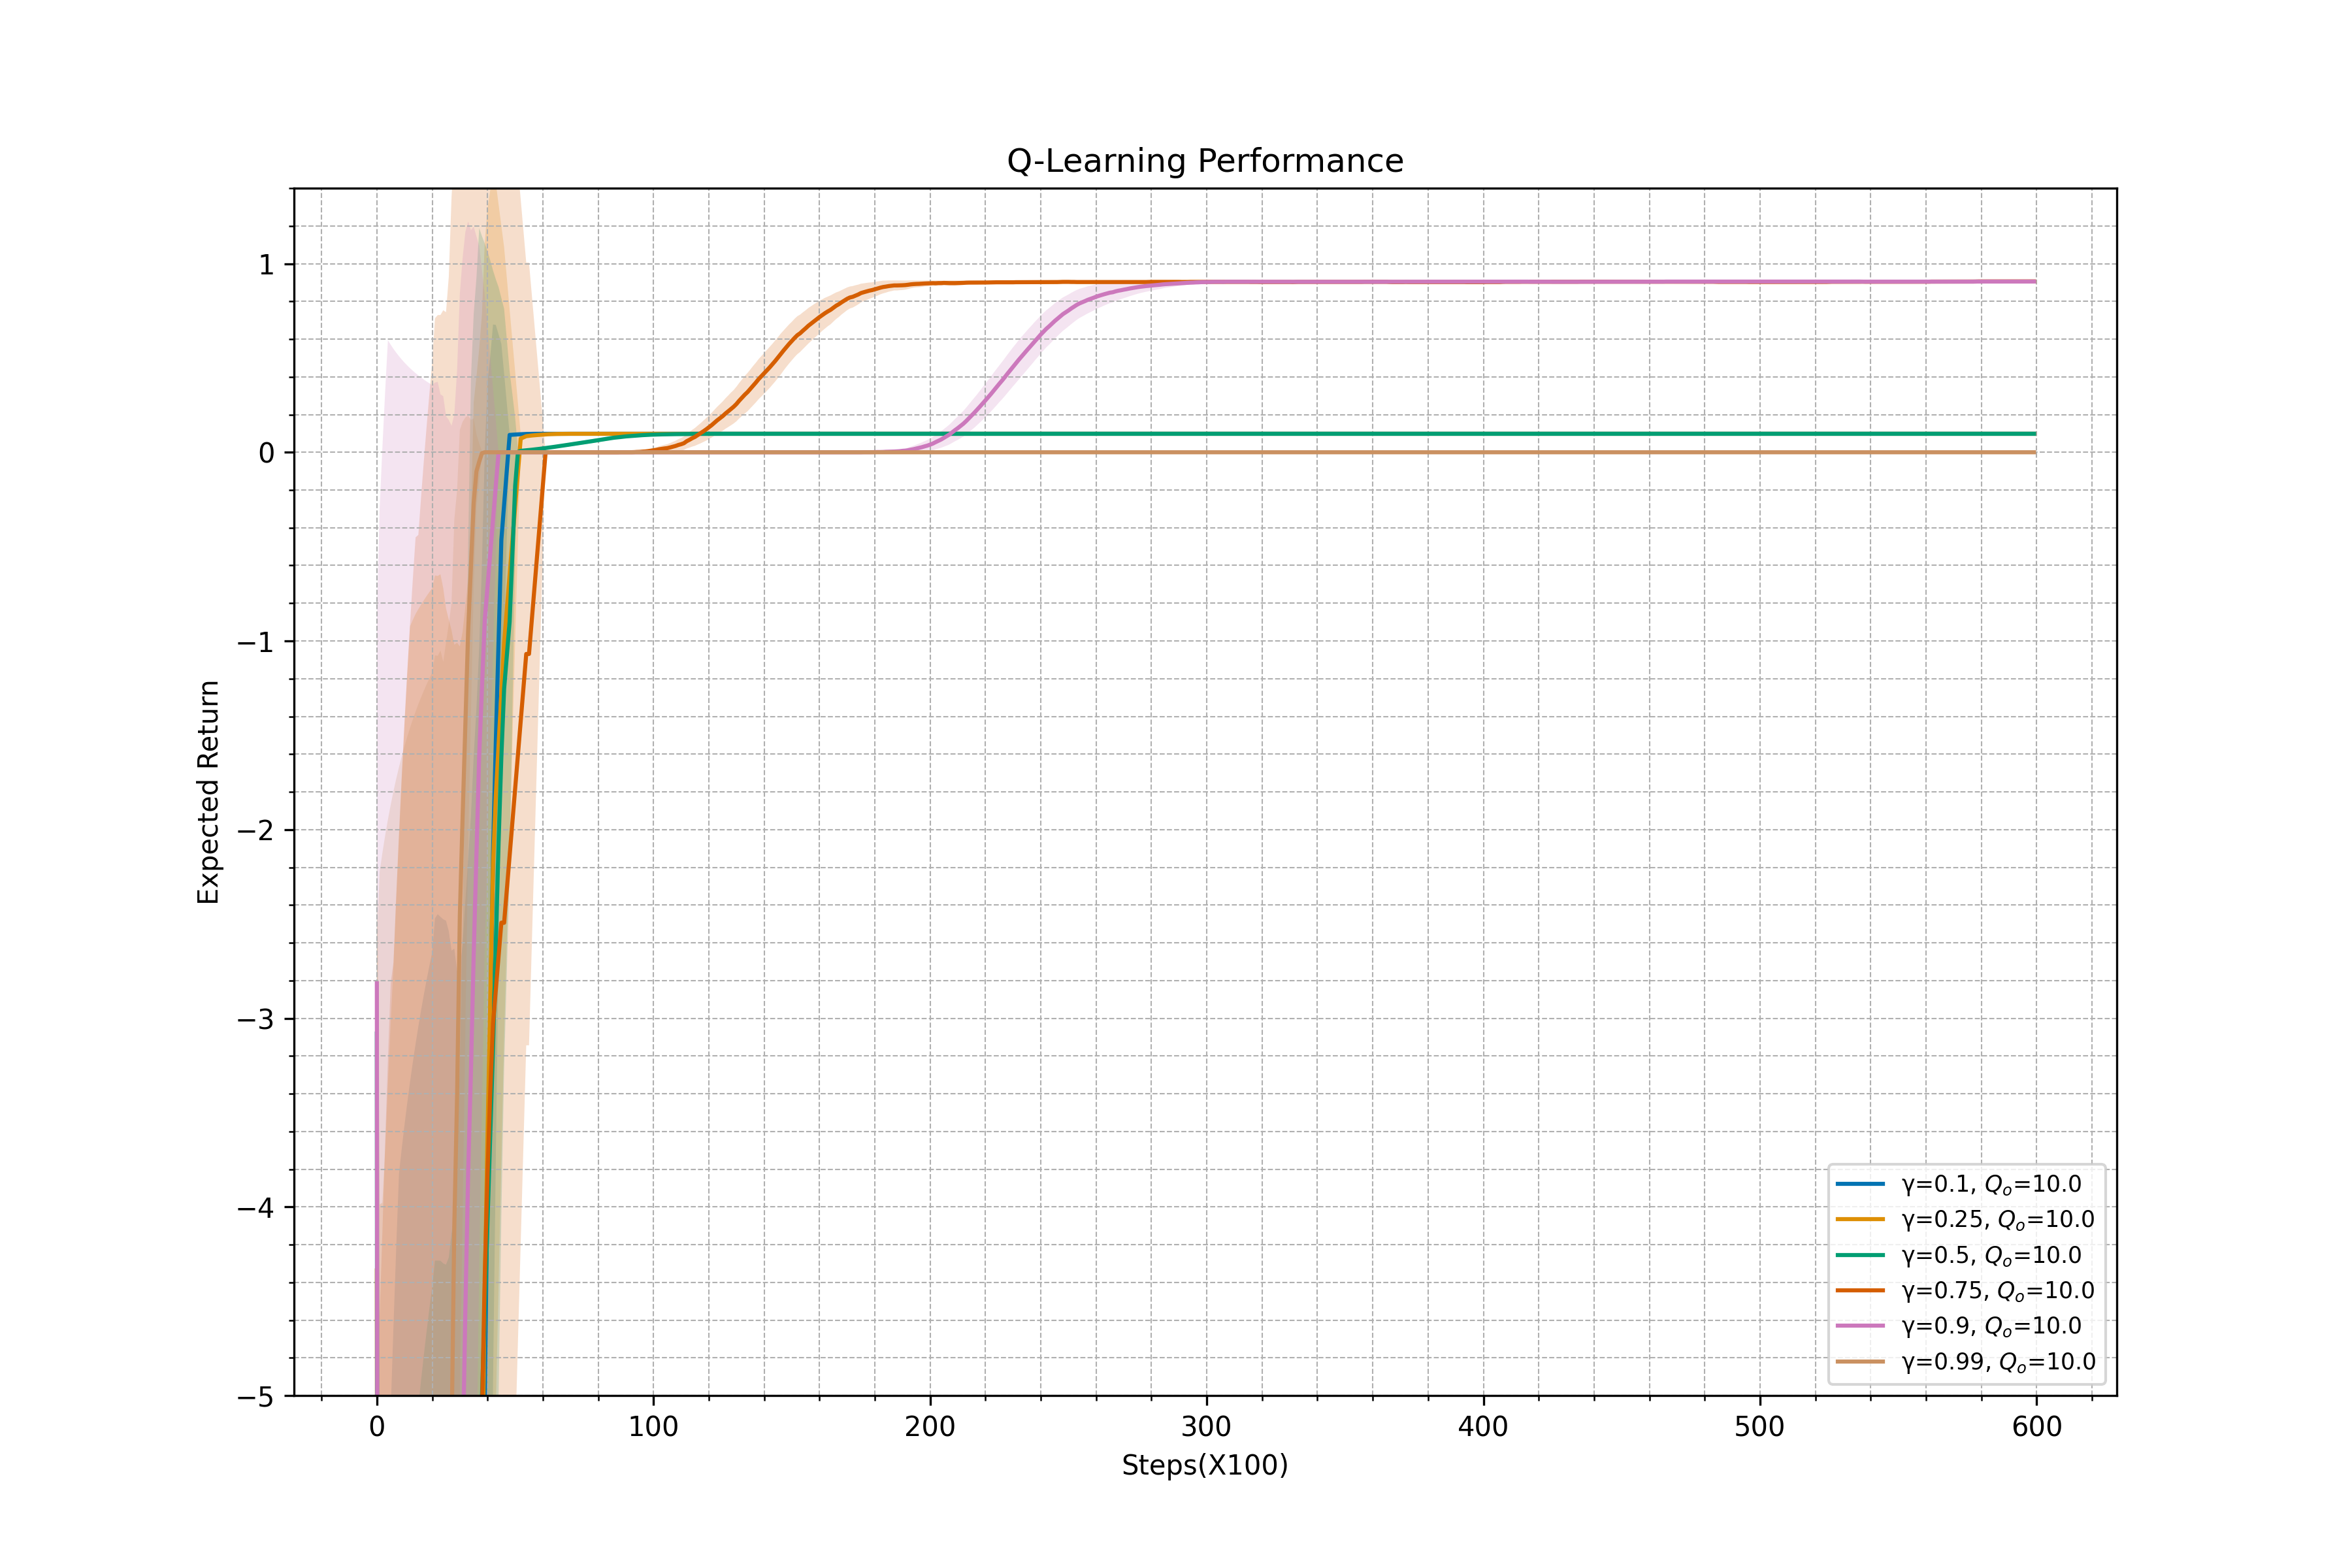 Q-Learning Performance
Expected Return
1
0
−1
−2
−3
−4
−5
0 100 200 300 400 500 600
Steps(X100)
γ=0.1, Qₒ=10.0
γ=0.25, Qₒ=10.0
γ=0.5, Qₒ=10.0
γ=0.75, Qₒ=10.0
γ=0.9, Qₒ=10.0
γ=0.99, Qₒ=10.0